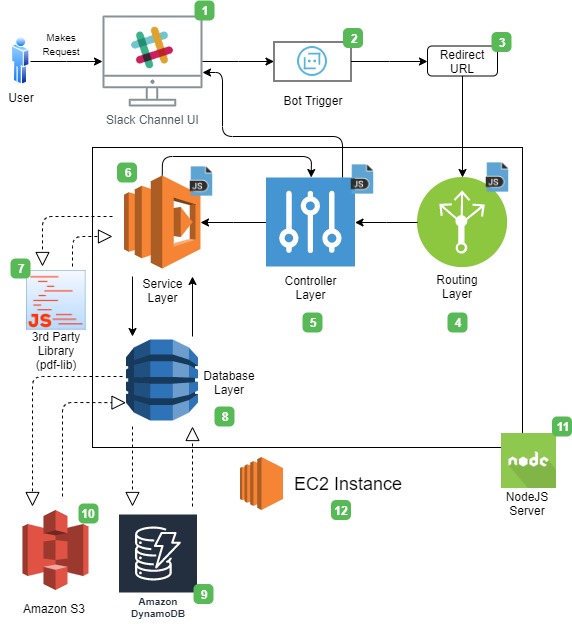 1
2
3
Makes
Request
Redirect
URL
User
Slack Channel UI
Bot Trigger
6
JS
JS
JS
7
Service
Layer
Controller
Layer
Routing
Layer
5
4
JS
3rd Party
Library
(pdf-lib)
Database
Layer
8
11
node
EC2 Instance
NodeJS
Server
12
10
9
Amazon S3
Amazon
DynamoDB